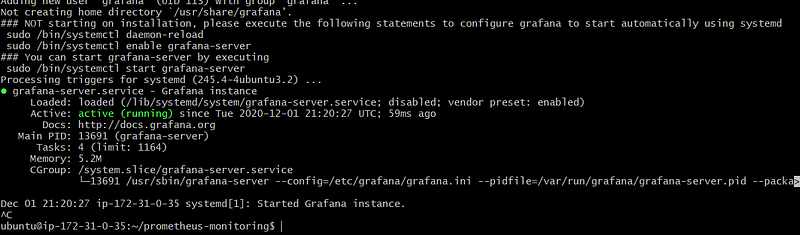 Adding new user `grafana' (UID 113) with group `grafana' ...
Not creating home directory `/usr/share/grafana'.
### NOT starting on installation, please execute the following statements to configure grafana to start automatically using systemd
 sudo /bin/systemctl daemon-reload
 sudo /bin/systemctl enable grafana-server
### You can start grafana-server by executing
 sudo /bin/systemctl start grafana-server
Processing triggers for systemd (245.4-4ubuntu3.2) ...
● grafana-server.service - Grafana instance
     Loaded: loaded (/lib/systemd/system/grafana-server.service; disabled; vendor preset: enabled)
     Active: active (running) since Tue 2020-12-01 21:20:27 UTC; 59ms ago
       Docs: http://docs.grafana.org
   Main PID: 13691 (grafana-server)
      Tasks: 4 (limit: 1164)
     Memory: 5.2M
     CGroup: /system.slice/grafana-server.service
             └─13691 /usr/sbin/grafana-server --config=/etc/grafana/grafana.ini --pidfile=/var/run/grafana/grafana-server.pid --packa>
Dec 01 21:20:27 ip-172-31-0-35 systemd[1]: Started Grafana instance.
^C
ubuntu@ip-172-31-0-35:~/prometheus-monitoring$